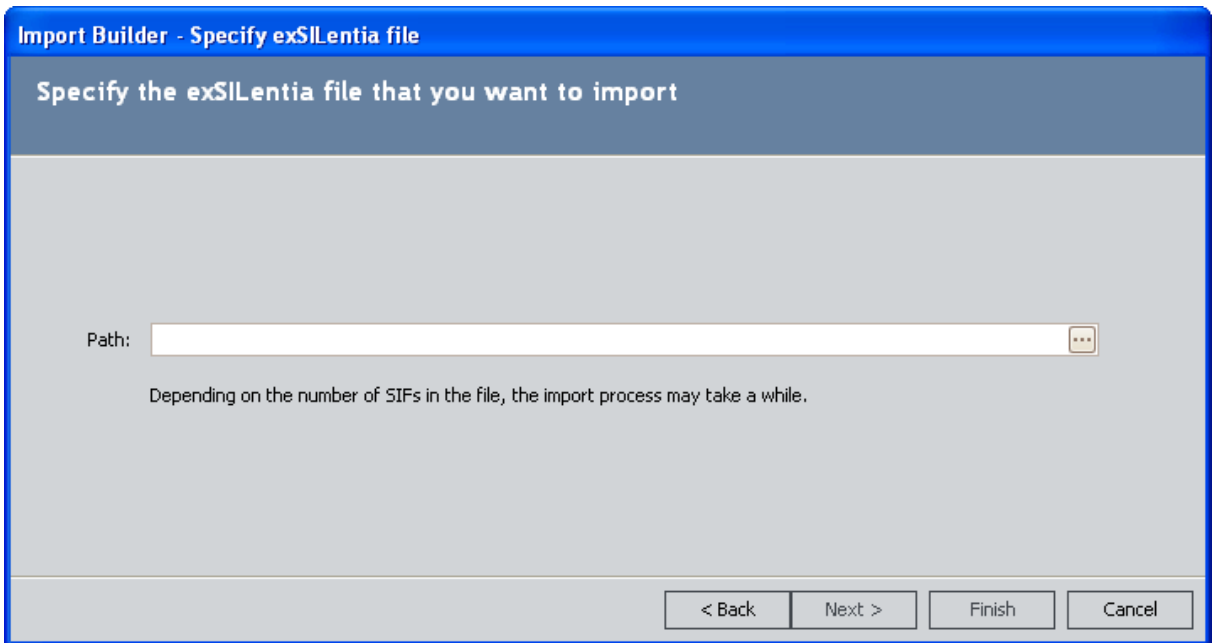 Import Builder - Specify exSILentia file
Specify the exSILentia file that you want to import
Path:
...
Depending on the number of SIFs in the file, the import process may take a while.
< Back Next > Finish Cancel